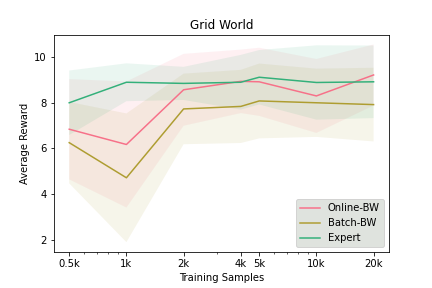 Grid World
Average Reward
10
8
6
4
2
0.5k 1k 2k 4k 5k 10k 20k
Training Samples
Online-BW
Batch-BW
Expert